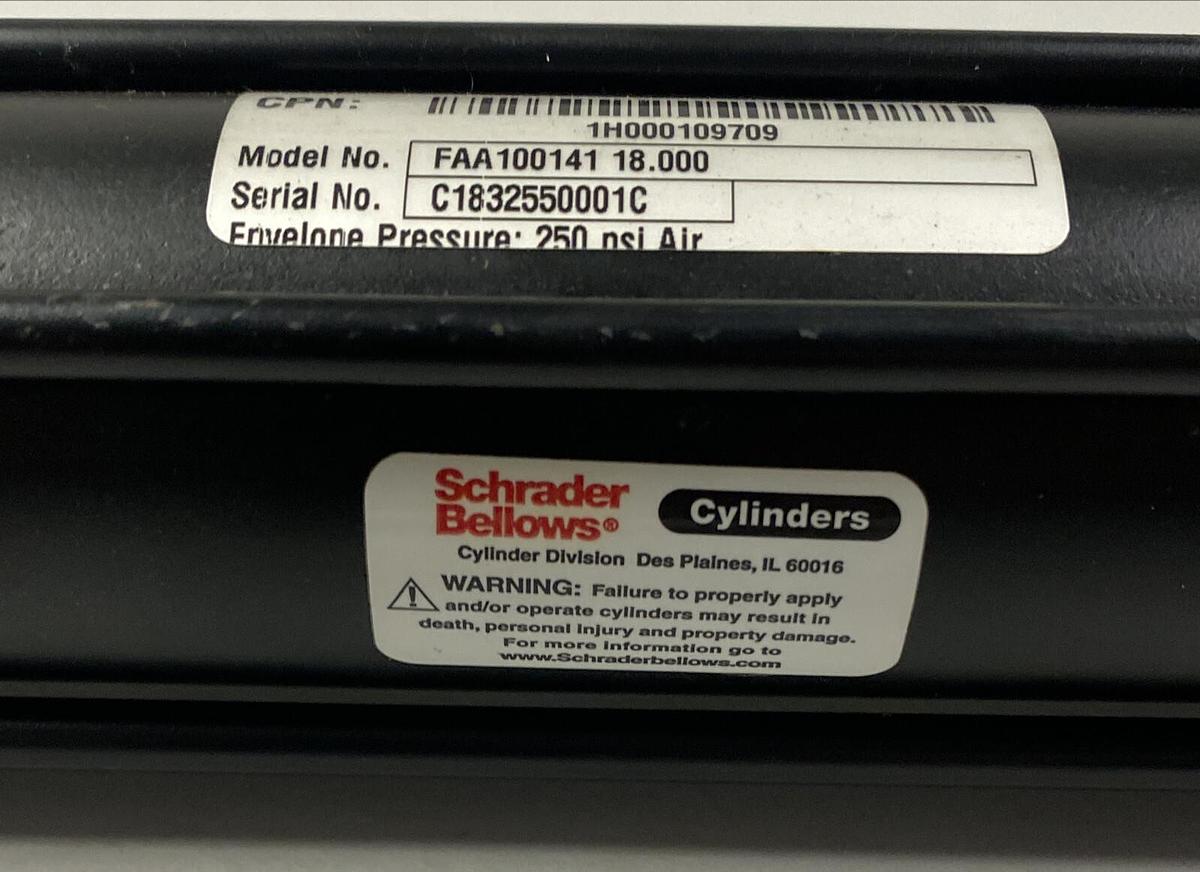 CPN:
1H000109709
Model No. FAA100141 18.000
Serial No. C1832550001C
Envelope Pressure: 250 psi Air
Schrader
Bellows®
Cylinders
Cylinder Division Des Plaines, IL 60016
WARNING: Failure to properly apply
and/or operate cylinders may result in
death, personal injury and property damage.
For more information go to
www.Schraderbellows.com